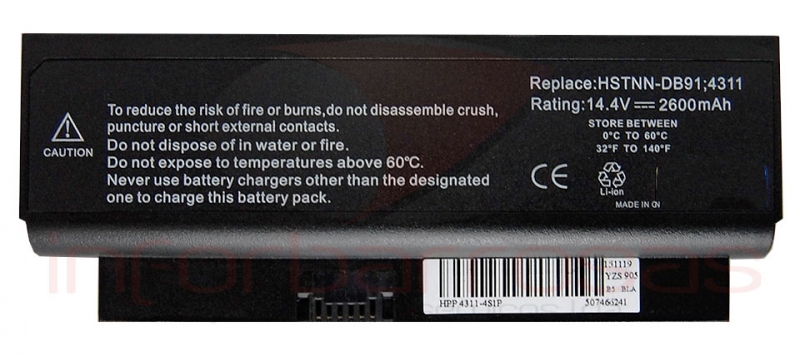 Replace:HSTNN-DB91;4311
Rating:14.4V⎓2600mAh
STORE BETWEEN
0°C TO 60°C
32°F TO 140°F
CE
Li-ion
MADE IN CN
CAUTION
To reduce the risk of fire or burns,do not disassemble crush,
puncture or short external contacts.
Do not dispose of in water or fire.
Do not expose to temperatures above 60℃.
Never use battery chargers other than the designated
one to charge this battery pack.
151119
YZS 905
B5 BLA
HPP 4311-4S1P
507468241